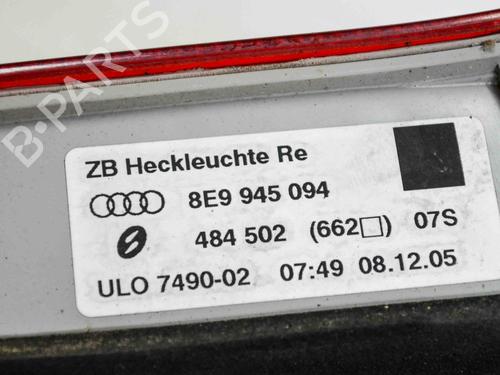 B-PARTS
ZB Heckleuchte Re
8E9 945 094
484 502 (662□) 07S
ULO 7490-02 07:49 08.12.05